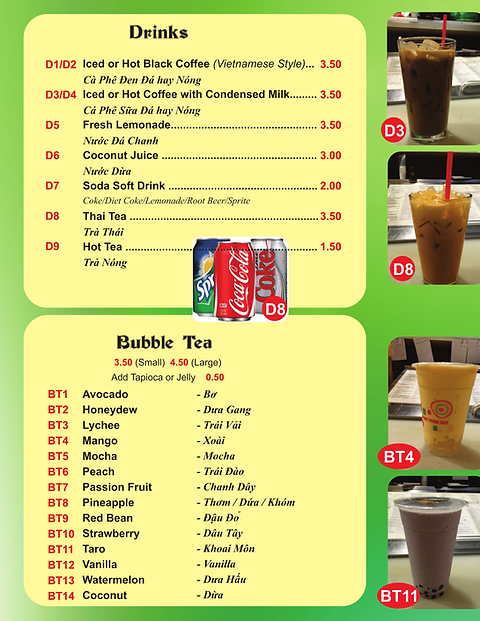 Drinks
D1/D2 Iced or Hot Black Coffee (Vietnamese Style)... 3.50
Cà Phê Đen Đá hay Nóng
D3/D4 Iced or Hot Coffee with Condensed Milk......... 3.50
Cá Phê Sữa Đá hay Nóng
D5 Fresh Lemonade.................................................. 3.50
Nước Đá Chanh
D6 Coconut Juice ..................................................... 3.00
Nước Dừa
D7 Soda Soft Drink ................................................... 2.00
Coke/Diet Coke/Lemonade/Root Beer/Sprite
D8 Thai Tea ................................................................ 3.50
Trà Thái
D9 Hot Tea ................................................................. 1.50
Trà Nóng
Coca-Cola
Coke
D8
D3
D8
Bubble Tea
3.50 (Small) 4.50 (Large)
Add Tapioca or Jelly 0.50
BT1 Avocado - Bơ
BT2 Honeydew - Dưa Gang
BT3 Lychee - Trái Vải
BT4 Mango - Xoài
BT5 Mocha - Mocha
BT6 Peach - Trái Đào
BT7 Passion Fruit - Chanh Dây
BT8 Pineapple - Thơm / Dứa / Khóm
BT9 Red Bean - Đậu Đỏ
BT10 Strawberry - Dâu Tây
BT11 Taro - Khoai Môn
BT12 Vanilla - Vanilla
BT13 Watermelon - Dưa Hấu
BT14 Coconut - Dừa
BT4
BT11